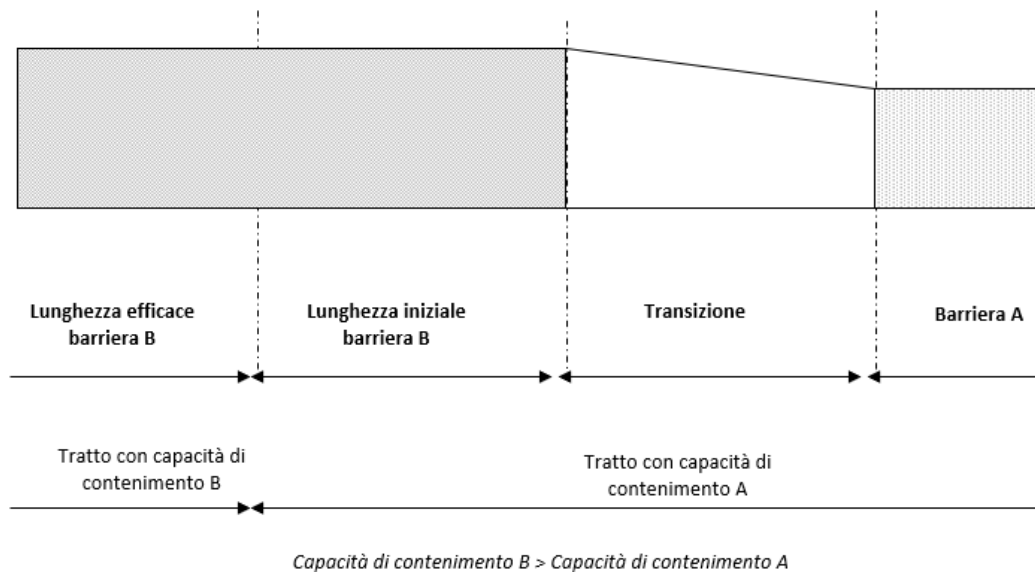 Lunghezza efficace
barriera B
Lunghezza iniziale
barriera B
Transizione
Barriera A
Tratto con capacità di
contenimento B
Tratto con capacità di
contenimento A
Capacità di contenimento B > Capacità di contenimento A